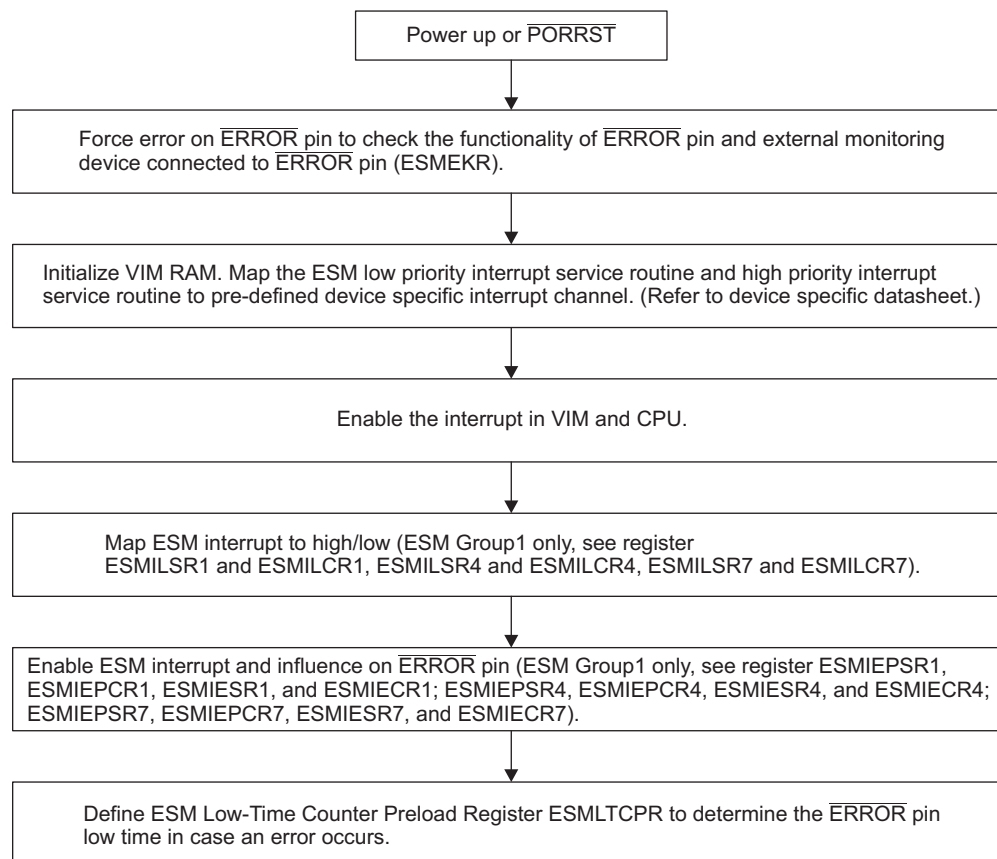 Power up or PORRST
Force error on ERROR pin to check the functionality of ERROR pin and external monitoring
device connected to ERROR pin (ESMEKR).
Initialize VIM RAM. Map the ESM low priority interrupt service routine and high priority interrupt
service routine to pre-defined device specific interrupt channel. (Refer to device specific datasheet.)
Enable the interrupt in VIM and CPU.
Map ESM interrupt to high/low (ESM Group1 only, see register
ESMILSR1 and ESMILCR1, ESMILSR4 and ESMILCR4, ESMILSR7 and ESMILCR7).
Enable ESM interrupt and influence on ERROR pin (ESM Group1 only, see register ESMIEPSR1,
ESMIEPCR1, ESMIESR1, and ESMIECR1; ESMIEPSR4, ESMIEPCR4, ESMIESR4, and ESMIECR4;
ESMIEPSR7, ESMIEPCR7, ESMIESR7, and ESMIECR7).
Define ESM Low-Time Counter Preload Register ESMLTCPR to determine the ERROR pin
low time in case an error occurs.